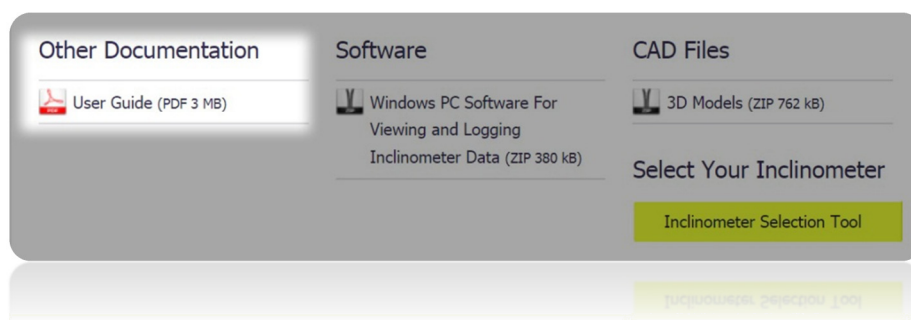 Other Documentation
User Guide (PDF 3 MB)
Software
Windows PC Software For
Viewing and Logging
Inclinometer Data (ZIP 380 kB)
CAD Files
3D Models (ZIP 762 kB)
Select Your Inclinometer
Inclinometer Selection Tool